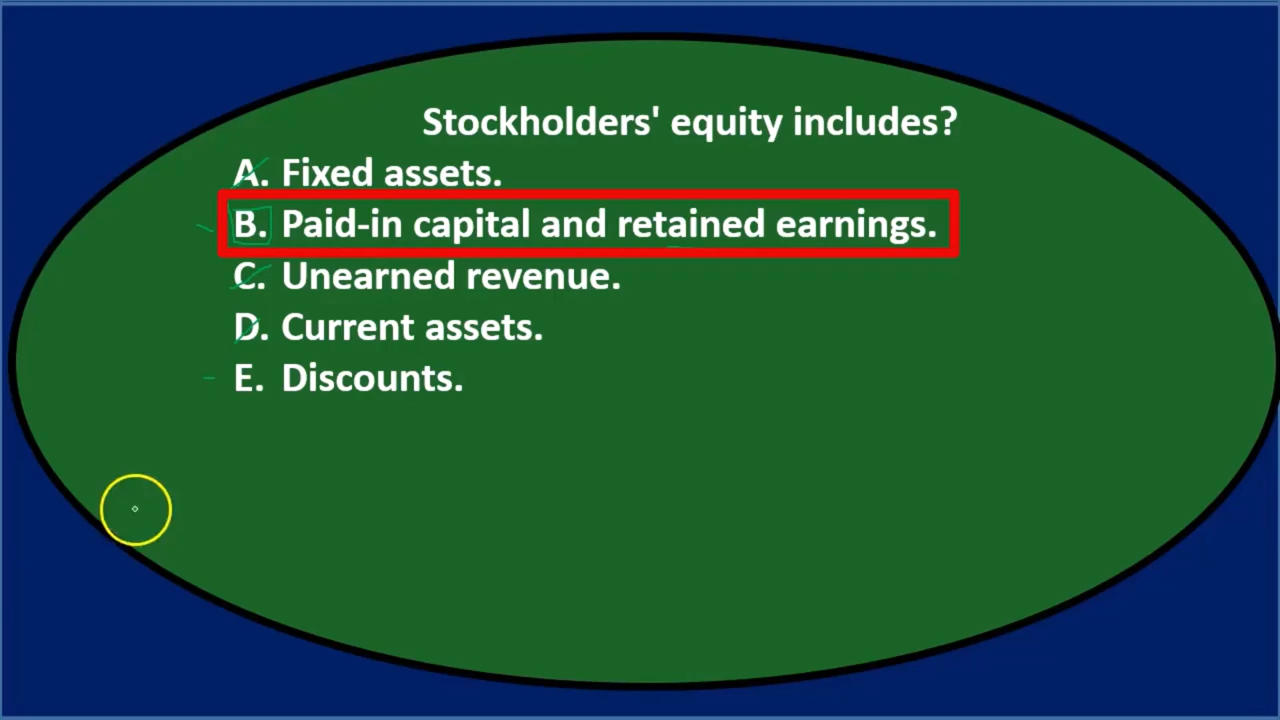 Stockholders' equity includes?
A. Fixed assets.
B. Paid-in capital and retained earnings.
C. Unearned revenue.
D. Current assets.
E. Discounts.